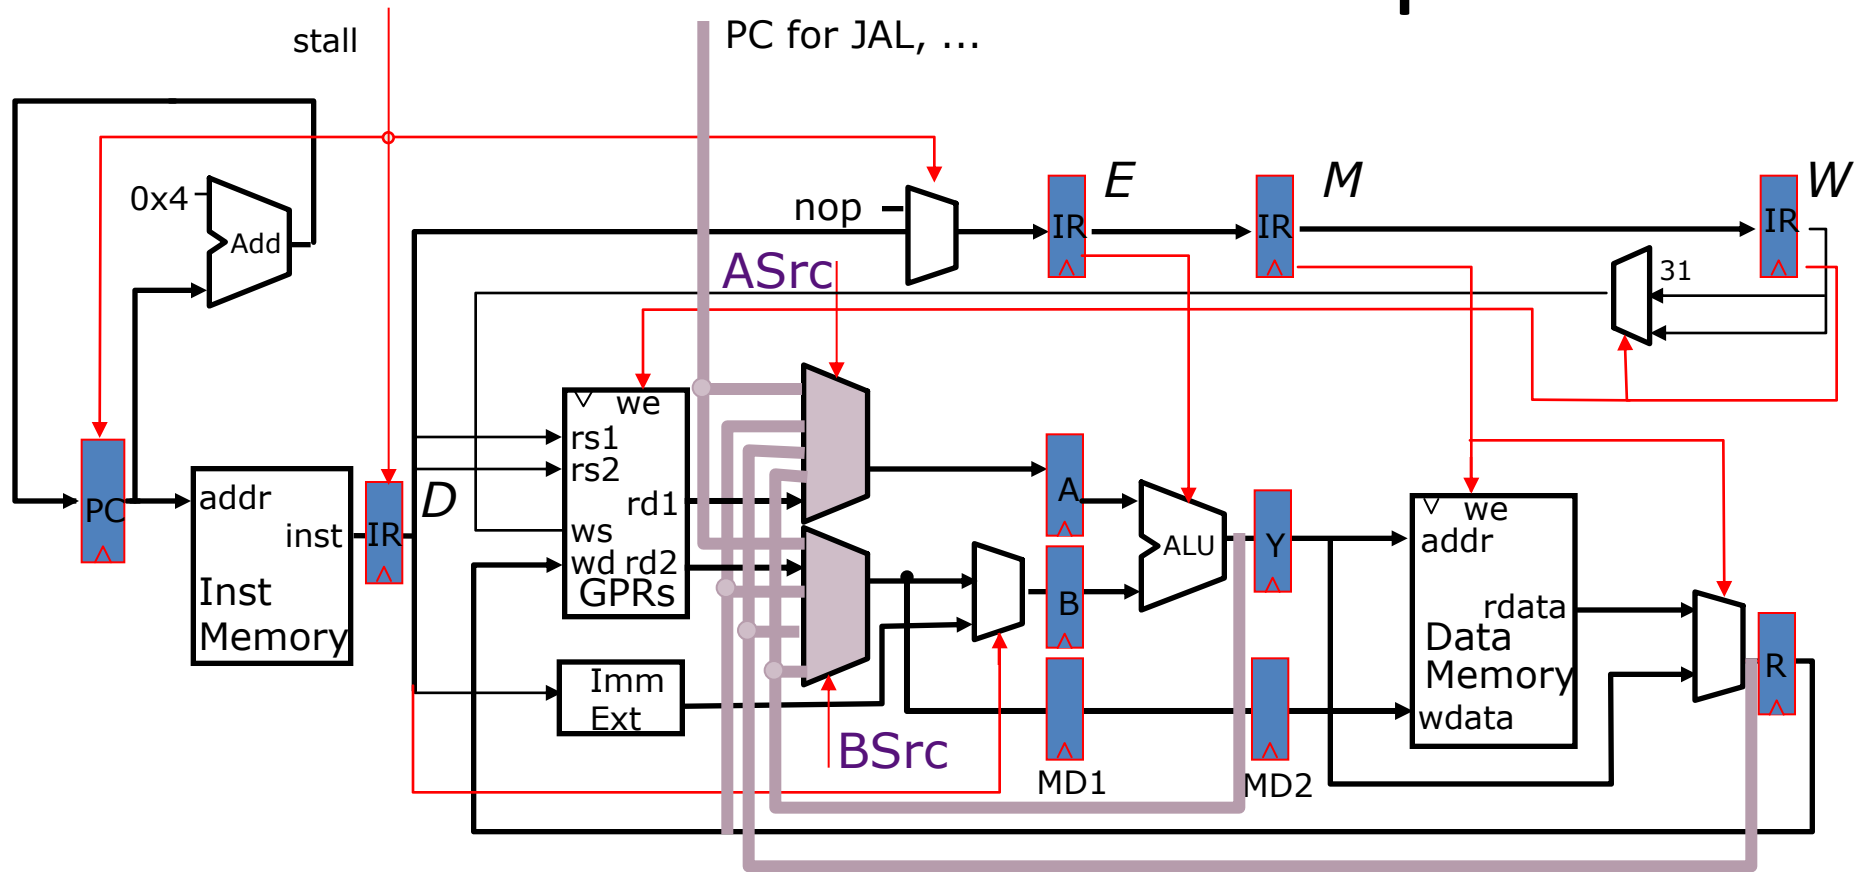 stall
PC for JAL, ...
E
M
W
0x4
nop
IR
IR
IR
Add
ASrc
31
we
rs1
rs2
A
PC
addr
D
rd1
we
inst
IR
ws
ALU
Y
addr
wd rd2
GPRs
B
Inst
Memory
rdata
Data
Memory
R
Imm
Ext
wdata
BSrc
MD1
MD2